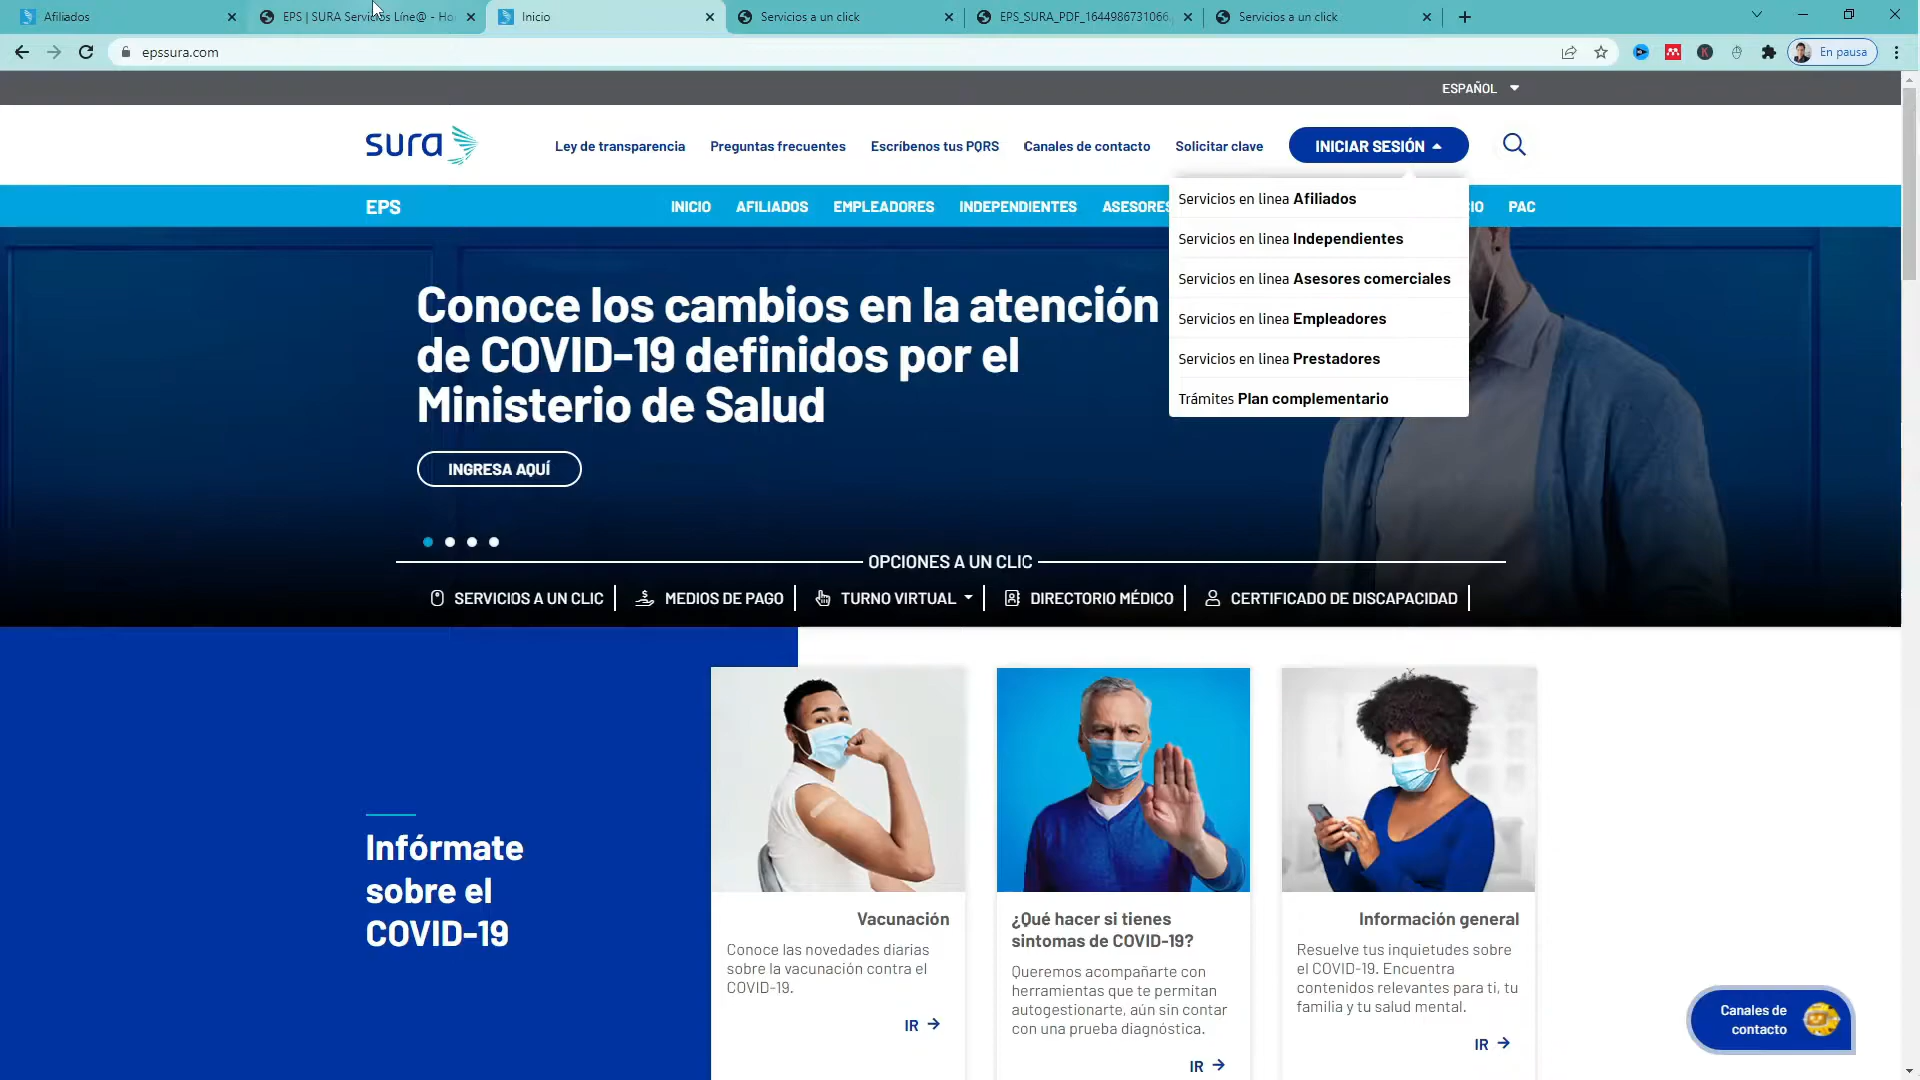 Afiliados
EPS | SURA Servicios Líne@ - Ho
Inicio
Servicios a un click
EPS_SURA_PDF_1644986731066.
Servicios a un click
epssura.com
En pausa
ESPAÑOL
sura
Ley de transparencia
Preguntas frecuentes
Escríbenos tus PQRS
Canales de contacto
Solicitar clave
INICIAR SESIÓN
EPS
INICIO
AFILIADOS
EMPLEADORES
INDEPENDIENTES
ASESORES
IO
PAC
Servicios en linea Afiliados
Servicios en linea Independientes
Servicios en linea Asesores comerciales
Servicios en linea Empleadores
Servicios en linea Prestadores
Trámites Plan complementario
Conoce los cambios en la atención
de COVID-19 definidos por el
Ministerio de Salud
INGRESA AQUÍ
OPCIONES A UN CLIC
SERVICIOS A UN CLIC
MEDIOS DE PAGO
TURNO VIRTUAL
DIRECTORIO MÉDICO
CERTIFICADO DE DISCAPACIDAD
Infórmate
sobre el
COVID-19
Vacunación
Conoce las novedades diarias
sobre la vacunación contra el
COVID-19.
IR
¿Qué hacer si tienes
sintomas de COVID-19?
Queremos acompañarte con
herramientas que te permitan
autogestionarte, aún sin contar
con una prueba diagnóstica.
IR
Información general
Resuelve tus inquietudes sobre
el COVID-19. Encuentra
contenidos relevantes para ti, tu
familia y tu salud mental.
IR
Canales de
contacto